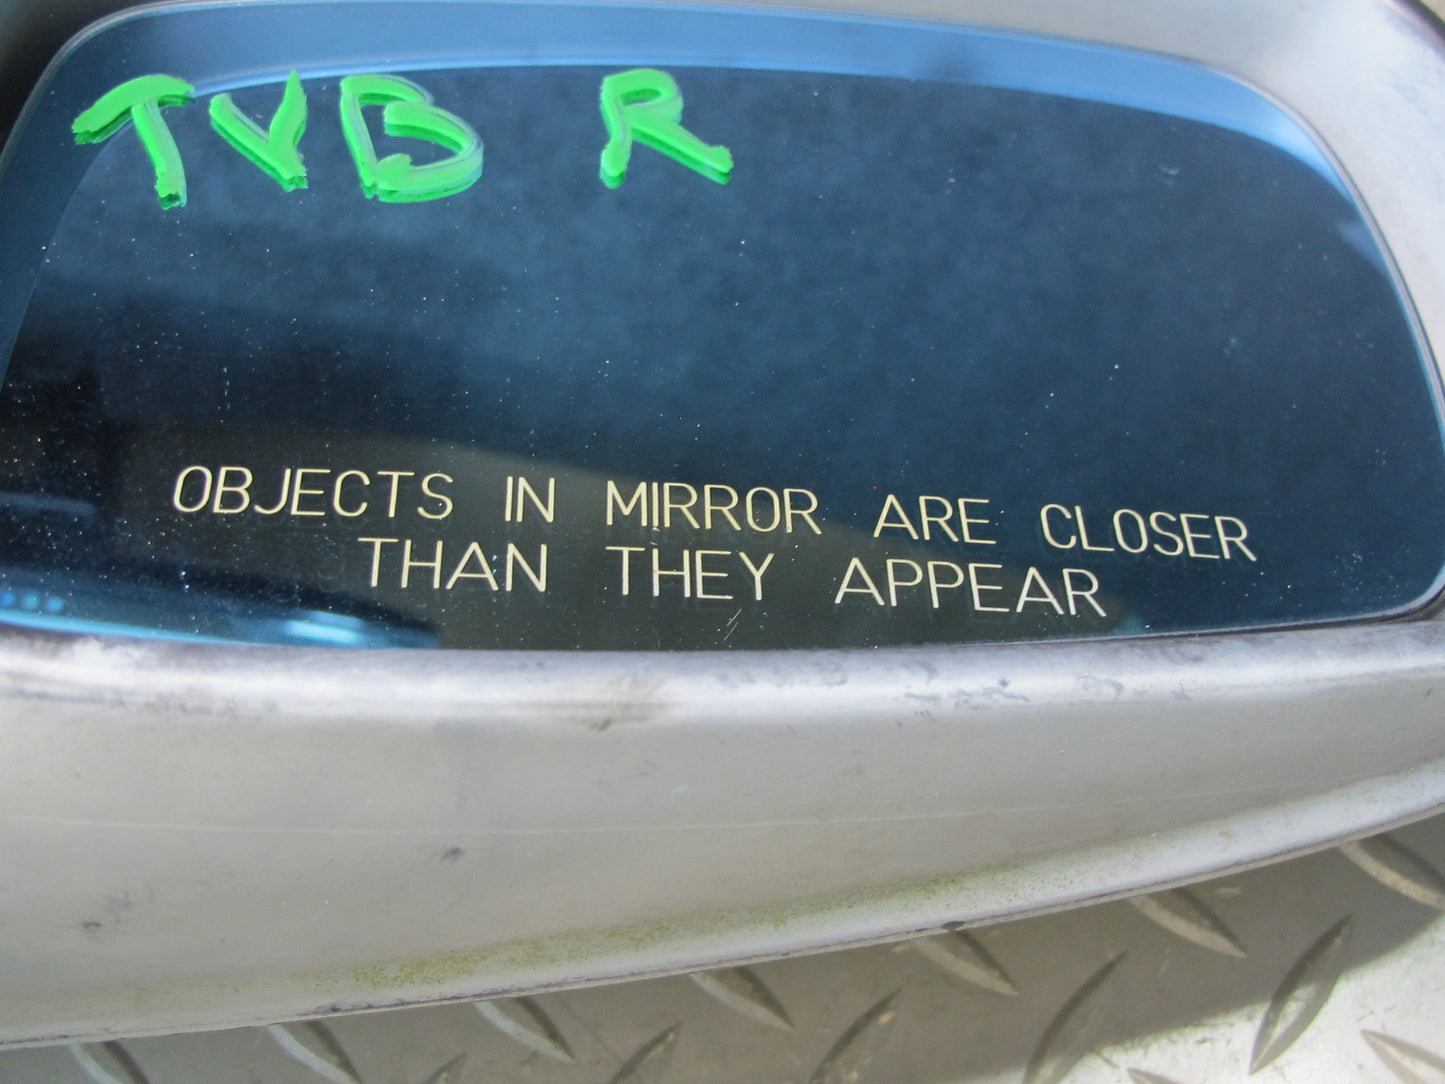 TVB R
OBJECTS IN MIRROR ARE CLOSER
THAN THEY APPEAR